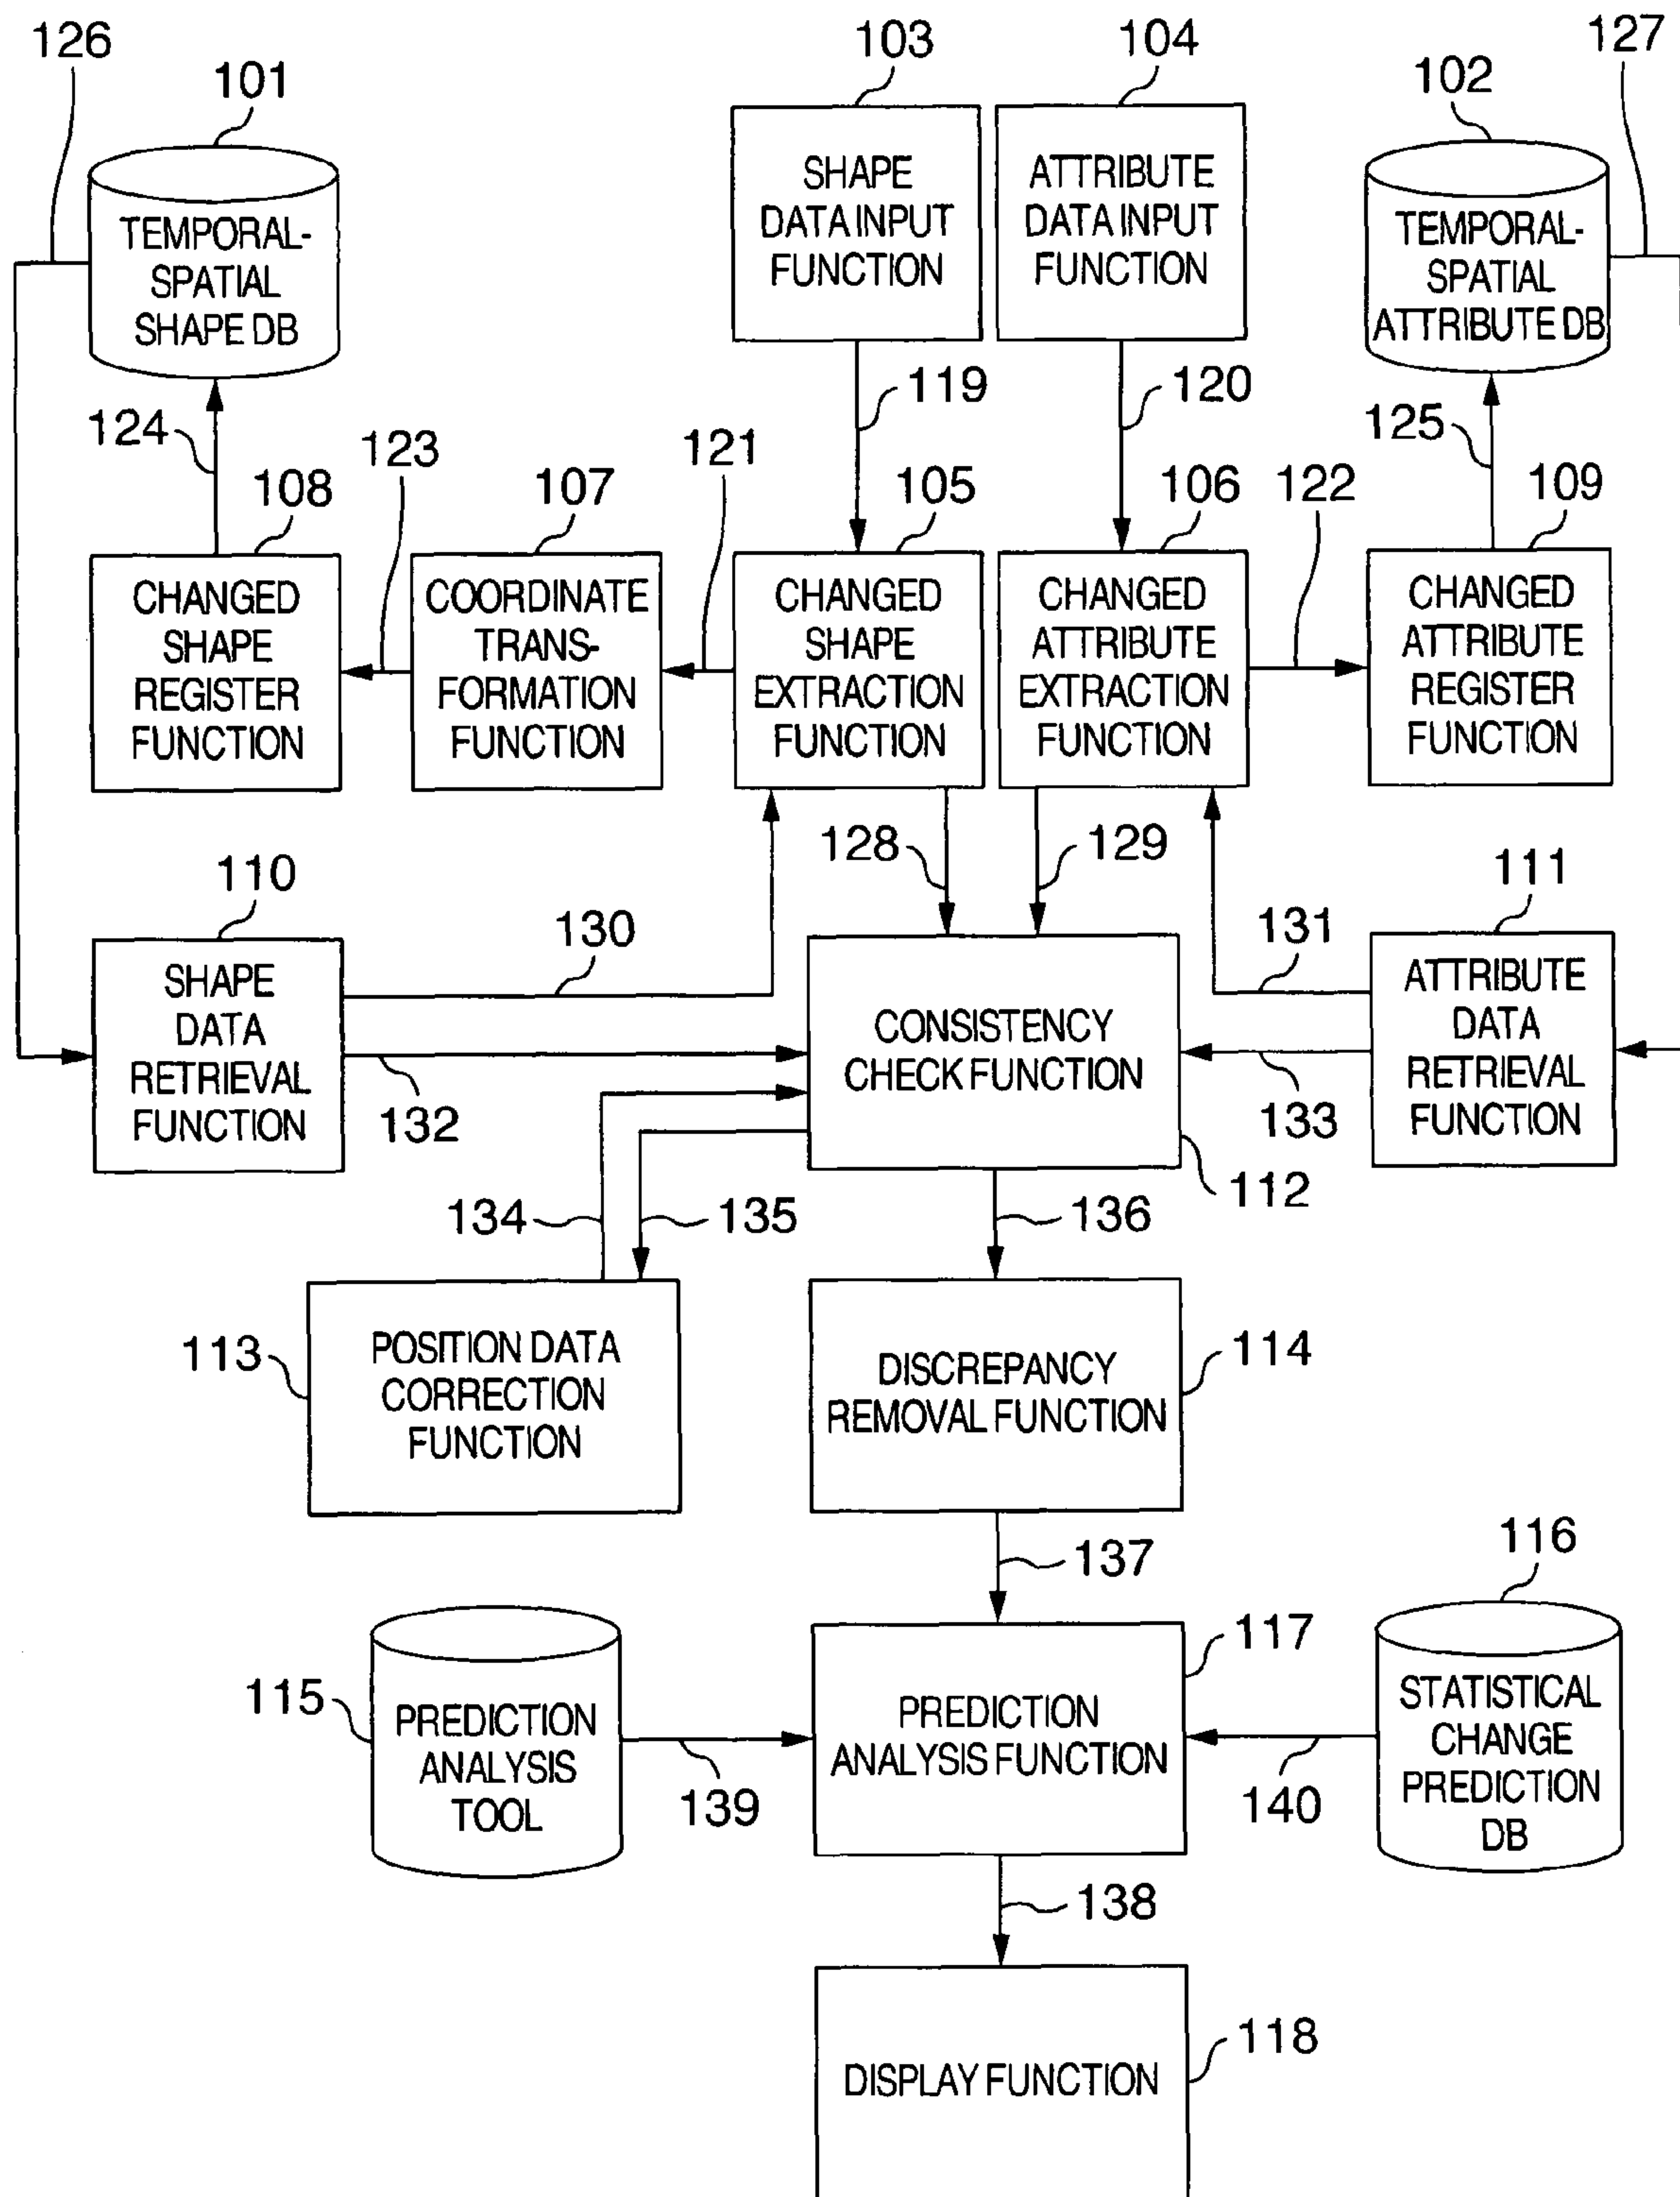 126
101
103
104
102
127
TEMPORAL-
SPATIAL
SHAPE DB
SHAPE
DATA INPUT
FUNCTION
ATTRIBUTE
DATA INPUT
FUNCTION
TEMPORAL-
SPATIAL
ATTRIBUTE DB
124
119
120
125
123
121
108
107
105
106
122
109
CHANGED
SHAPE
REGISTER
FUNCTION
COORDINATE
TRANS-
FORMATION
FUNCTION
CHANGED
SHAPE
EXTRACTION
FUNCTION
CHANGED
ATTRIBUTE
EXTRACTION
FUNCTION
CHANGED
ATTRIBUTE
REGISTER
FUNCTION
128
129
110
130
131
111
SHAPE
DATA
RETRIEVAL
FUNCTION
132
CONSISTENCY
CHECK FUNCTION
133
ATTRIBUTE
DATA
RETRIEVAL
FUNCTION
112
134
135
136
113
POSITION DATA
CORRECTION
FUNCTION
DISCREPANCY
REMOVAL FUNCTION
114
137
116
115
PREDICTION
ANALYSIS
TOOL
139
PREDICTION
ANALYSIS FUNCTION
117
140
STATISTICAL
CHANGE
PREDICTION
DB
138
DISPLAY FUNCTION
118